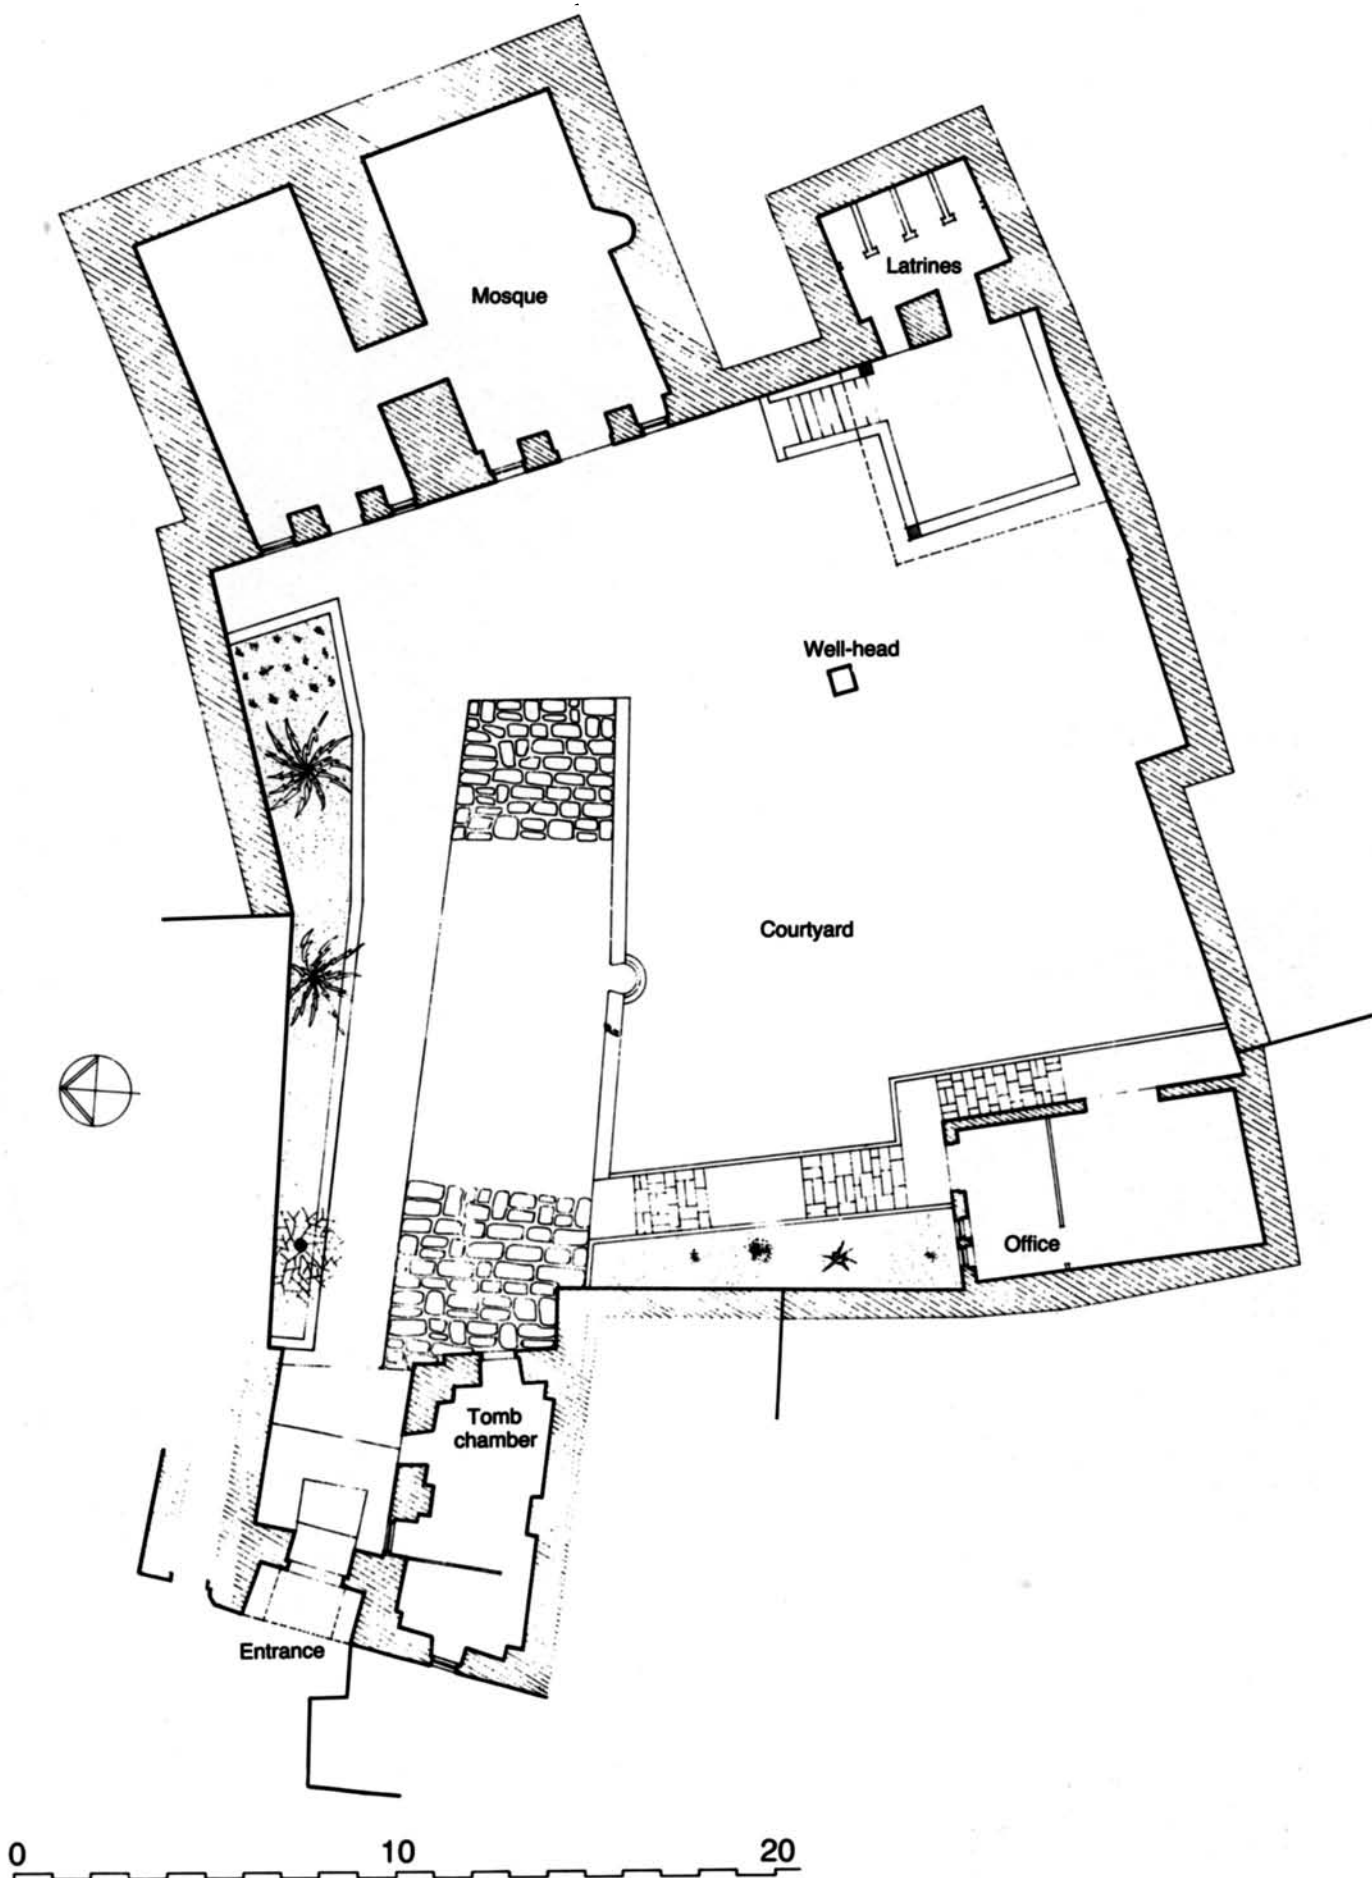 Latrines
Mosque
Well-head
Courtyard
Office
Tomb
chamber
Entrance
0 10 20